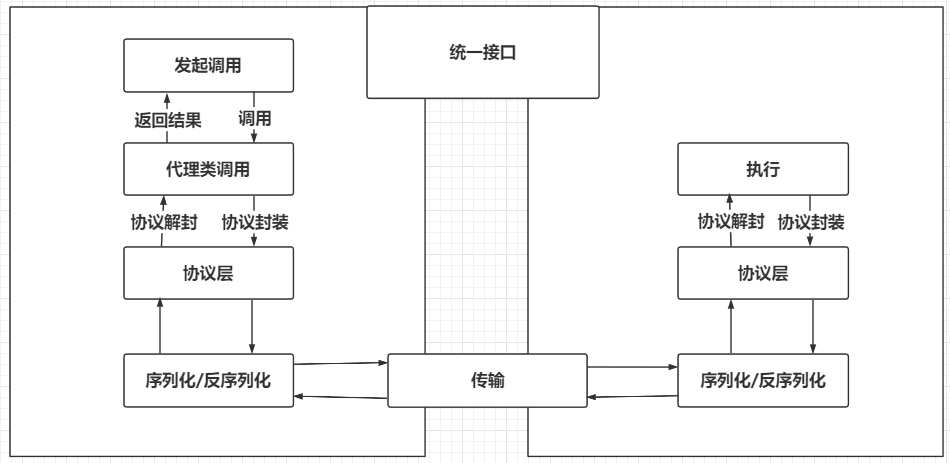 统一接口
发起调用
返回结果
调用
代理类调用
协议解封
协议封装
协议层
序列化/反序列化
传输
执行
协议解封
协议封装
协议层
序列化/反序列化